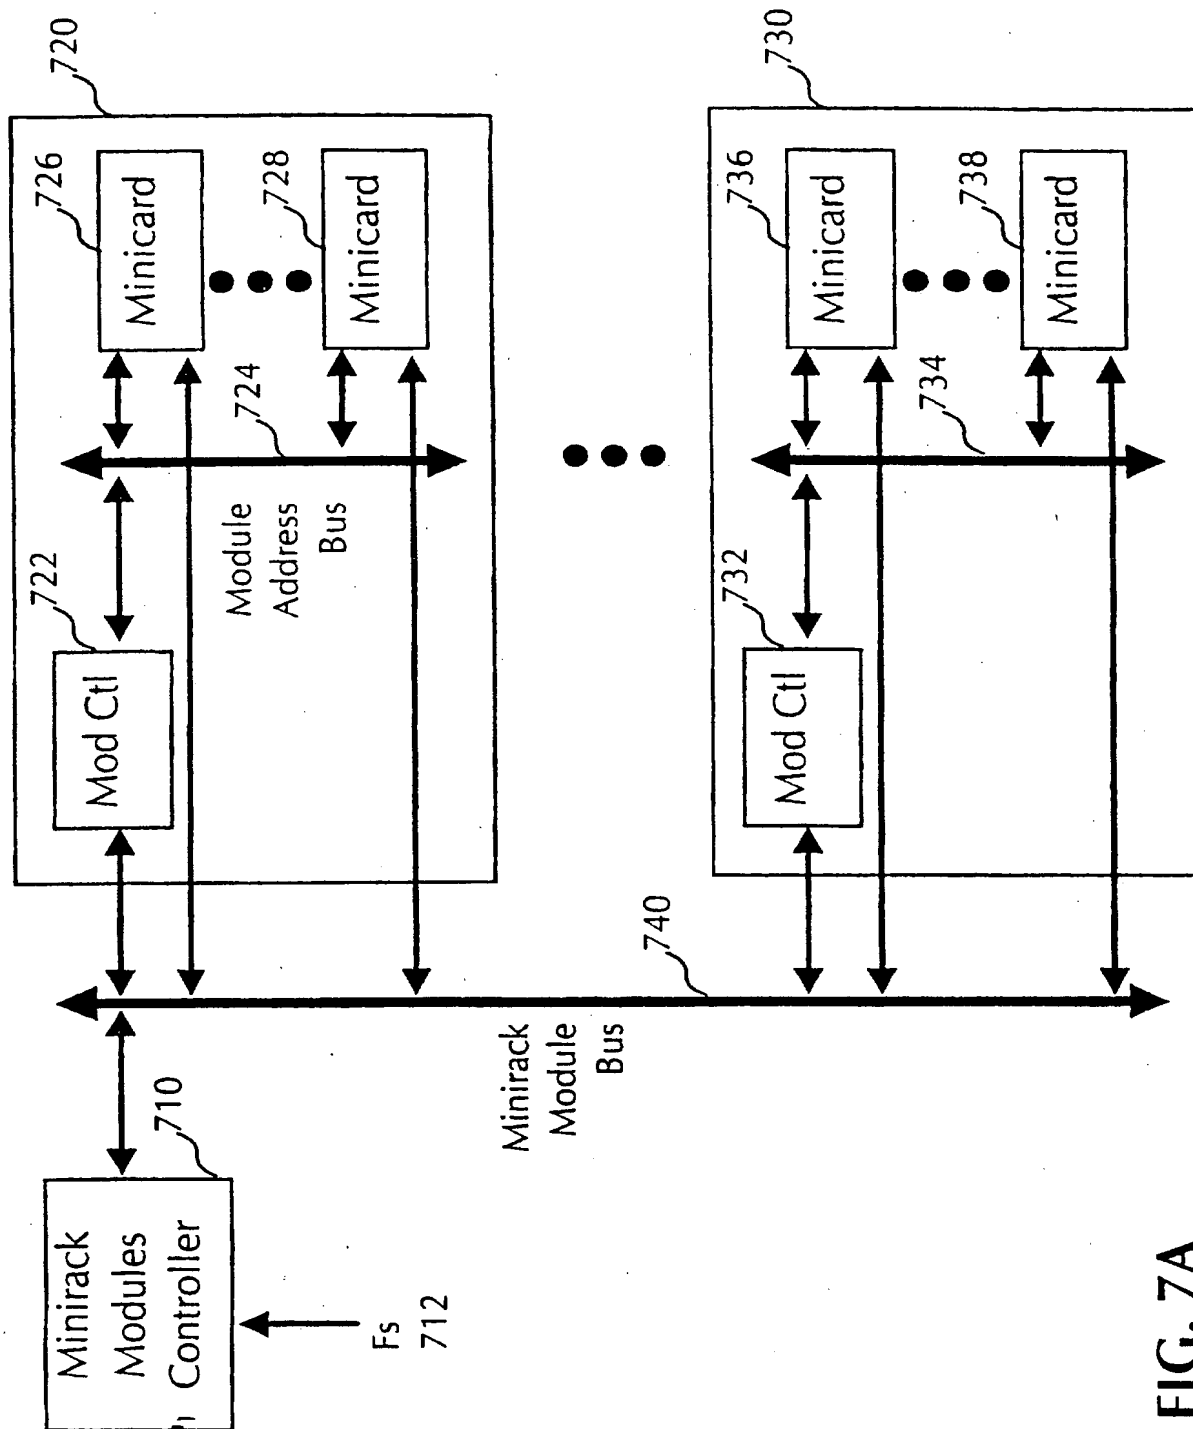 720
726
Minicard
728
Minicard
724
Module
Address
Bus
722
Mod Ctl
730
736
Minicard
738
Minicard
734
732
Mod Ctl
740
Minirack
Module
Bus
710
Minirack
Modules
Controller
Fs
712
FIG. 7A